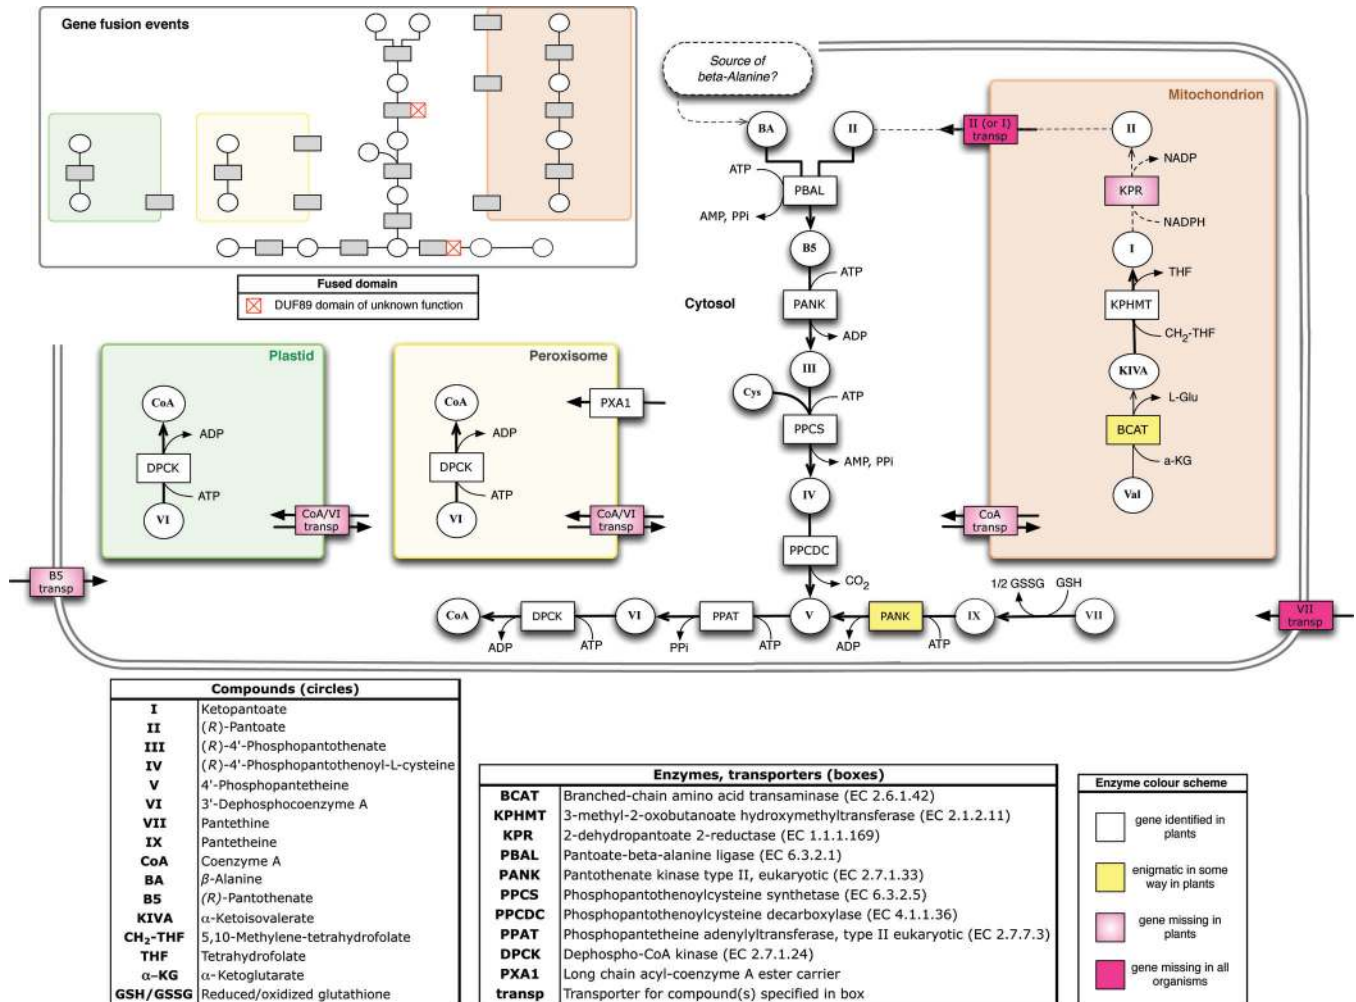 Gene fusion events
Fused domain
DUF89 domain of unknown function
Source of
beta-Alanine?
Mitochondrion
BA
II
II (or I)
transp
II
NADP
KPR
NADPH
I
THF
KPHMT
CH2-THF
KIVA
L-Glu
BCAT
a-KG
Val
CoA
transp
ATP
PBAL
AMP, PPi
B5
ATP
Cytosol
PANK
ADP
III
Cys
ATP
PPCS
AMP, PPi
IV
PPCDC
CO2
Plastid
CoA
ADP
DPCK
ATP
VI
CoA/VI
transp
Peroxisome
CoA
PXA1
ADP
DPCK
ATP
VI
CoA/VI
transp
B5
transp
CoA
DPCK
VI
PPAT
V
PANK
IX
VII
ADP
ATP
PPi
ATP
ADP
ATP
1/2 GSSG
GSH
VII
transp
Compounds (circles)
I Ketopantoate
II (R)-Pantoate
III (R)-4'-Phosphopantothenate
IV (R)-4'-Phosphopantothenoyl-L-cysteine
V 4'-Phosphopantetheine
VI 3'-Dephosphocoenzyme A
VII Pantethine
IX Pantetheine
CoA Coenzyme A
BA β-Alanine
B5 (R)-Pantothenate
KIVA α-Ketoisovalerate
CH2-THF 5,10-Methylene-tetrahydrofolate
THF Tetrahydrofolate
α-KG α-Ketoglutarate
GSH/GSSG Reduced/oxidized glutathione
Enzymes, transporters (boxes)
BCAT Branched-chain amino acid transaminase (EC 2.6.1.42)
KPHMT 3-methyl-2-oxobutanoate hydroxymethyltransferase (EC 2.1.2.11)
KPR 2-dehydropantoate 2-reductase (EC 1.1.1.169)
PBAL Pantoate-beta-alanine ligase (EC 6.3.2.1)
PANK Pantothenate kinase type II, eukaryotic (EC 2.7.1.33)
PPCS Phosphopantothenoylcysteine synthetase (EC 6.3.2.5)
PPCDC Phosphopantothenoylcysteine decarboxylase (EC 4.1.1.36)
PPAT Phosphopantetheine adenylyltransferase, type II eukaryotic (EC 2.7.7.3)
DPCK Dephospho-CoA kinase (EC 2.7.1.24)
PXA1 Long chain acyl-coenzyme A ester carrier
transp Transporter for compound(s) specified in box
Enzyme colour scheme
gene identified in
plants
enigmatic in some
way in plants
gene missing in
plants
gene missing in all
organisms